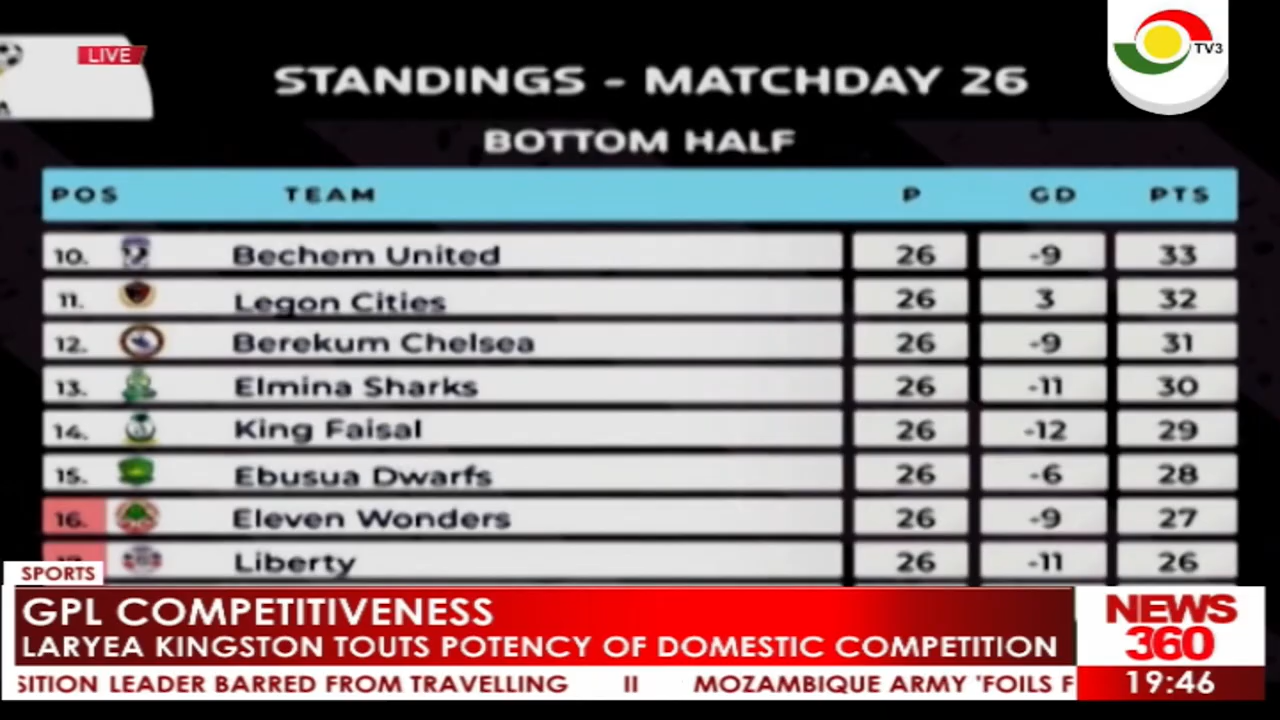 LIVE
TV3
STANDINGS - MATCHDAY 26
BOTTOM HALF
POS TEAM P GD PTS
10. Bechem United 26 -9 33
11. Legon Cities 26 3 32
12. Berekum Chelsea 26 -9 31
13. Elmina Sharks 26 -11 30
14. King Faisal 26 -12 29
15. Ebusua Dwarfs 26 -6 28
16. Eleven Wonders 26 -9 27
Liberty 26 -11 26
SPORTS
GPL COMPETITIVENESS
LARYEA KINGSTON TOUTS POTENCY OF DOMESTIC COMPETITION
NEWS
360
SITION LEADER BARRED FROM TRAVELLING II MOZAMBIQUE ARMY 'FOILS F
19:46